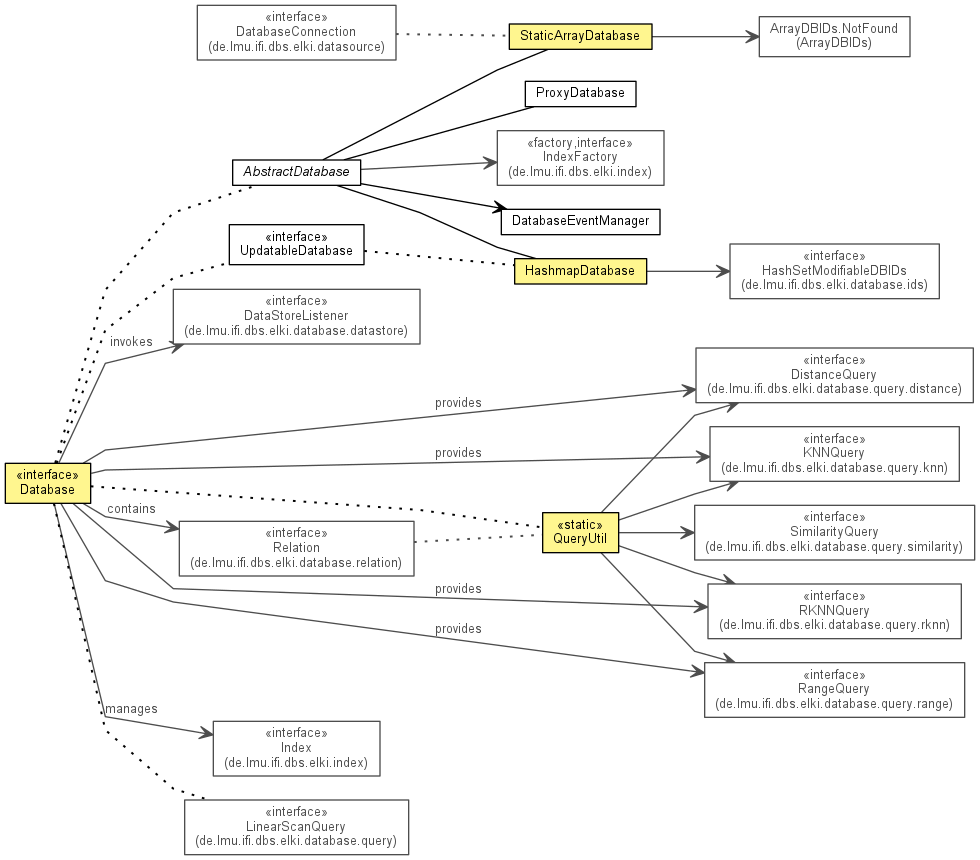 «interface»
DatabaseConnection
(de.lmu.ifi.dbs.elki.datasource)
StaticArrayDatabase
ArrayDBIDs.NotFound
(ArrayDBIDs)
ProxyDatabase
«factory,interface»
IndexFactory
(de.lmu.ifi.dbs.elki.index)
AbstractDatabase
DatabaseEventManager
«interface»
UpdatableDatabase
HashmapDatabase
«interface»
HashSetModifiableDBIDs
(de.lmu.ifi.dbs.elki.database.ids)
«interface»
DataStoreListener
(de.lmu.ifi.dbs.elki.database.datastore)
invokes
«interface»
DistanceQuery
(de.lmu.ifi.dbs.elki.database.query.distance)
provides
«interface»
KNNQuery
(de.lmu.ifi.dbs.elki.database.query.knn)
provides
«interface»
Database
contains
«interface»
Relation
(de.lmu.ifi.dbs.elki.database.relation)
«static»
QueryUtil
«interface»
SimilarityQuery
(de.lmu.ifi.dbs.elki.database.query.similarity)
provides
«interface»
RKNNQuery
(de.lmu.ifi.dbs.elki.database.query.rknn)
provides
«interface»
RangeQuery
(de.lmu.ifi.dbs.elki.database.query.range)
manages
«interface»
Index
(de.lmu.ifi.dbs.elki.index)
«interface»
LinearScanQuery
(de.lmu.ifi.dbs.elki.database.query)